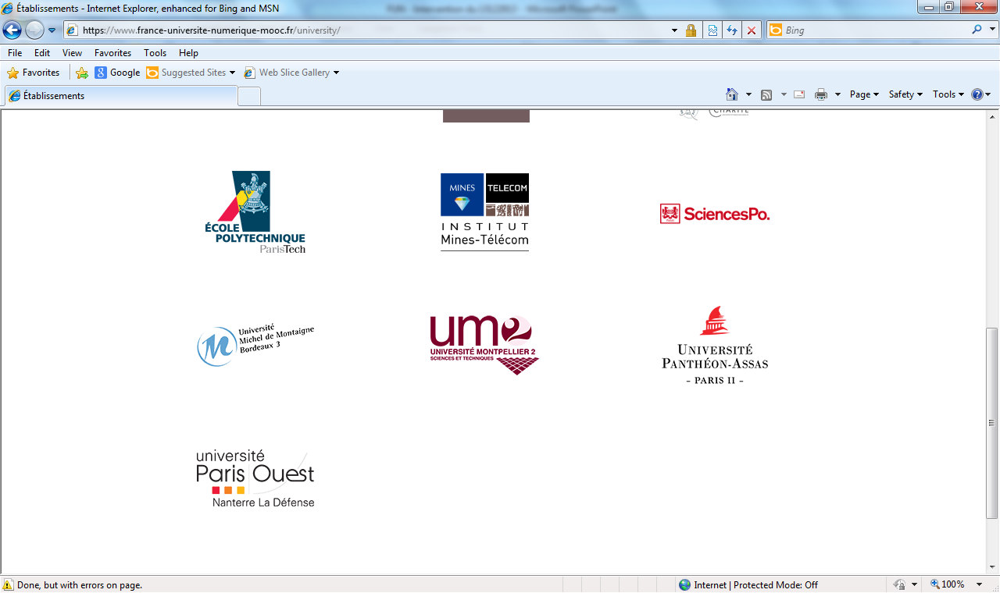 Établissements - Internet Explorer, enhanced for Bing and MSN
https://www.france-universite-numerique-mooc.fr/university/
Bing
File Edit View Favorites Tools Help
Favorites Google Suggested Sites Web Slice Gallery
Établissements
Page Safety Tools
CHARITÉ
ÉCOLE
POLYTECHNIQUE
ParisTech
MINES TELECOM
INSTITUT
Mines-Télécom
SciencesPo.
Université
Michel de Montaigne
Bordeaux 3
um2
UNIVERSITÉ MONTPELLIER 2
SCIENCES ET TECHNIQUES
UNIVERSITÉ
PANTHÉON-ASSAS
- PARIS II -
université
Paris Ouest
Nanterre La Défense
Done, but with errors on page.
Internet | Protected Mode: Off
100%